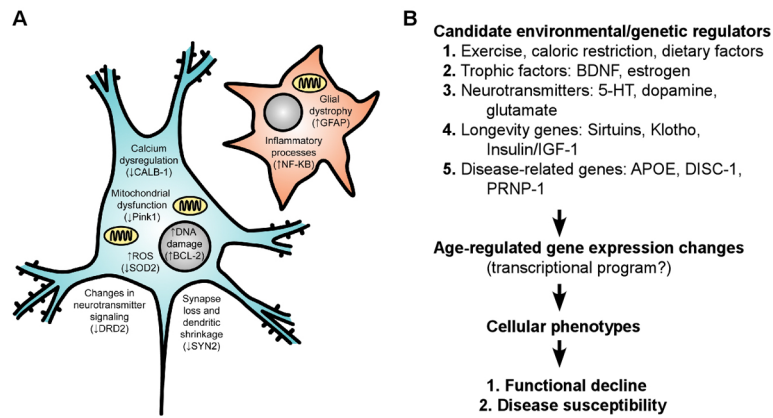 A
Calcium
dysregulation
(↓CALB-1)
Mitochondrial
dysfunction
(↓Pink1)
↑ROS
(↓SOD2)
↑DNA
damage
(↑BCL-2)
Changes in
neurotransmitter
signaling
(↓DRD2)
Synapse
loss and
dendritic
shrinkage
(↓SYN2)
Glial
dystrophy
(↑GFAP)
Inflammatory
processes
(↑NF-KB)
B
Candidate environmental/genetic regulators
1. Exercise, caloric restriction, dietary factors
2. Trophic factors: BDNF, estrogen
3. Neurotransmitters: 5-HT, dopamine,
glutamate
4. Longevity genes: Sirtuins, Klotho,
Insulin/IGF-1
5. Disease-related genes: APOE, DISC-1,
PRNP-1
Age-regulated gene expression changes
(transcriptional program?)
Cellular phenotypes
1. Functional decline
2. Disease susceptibility